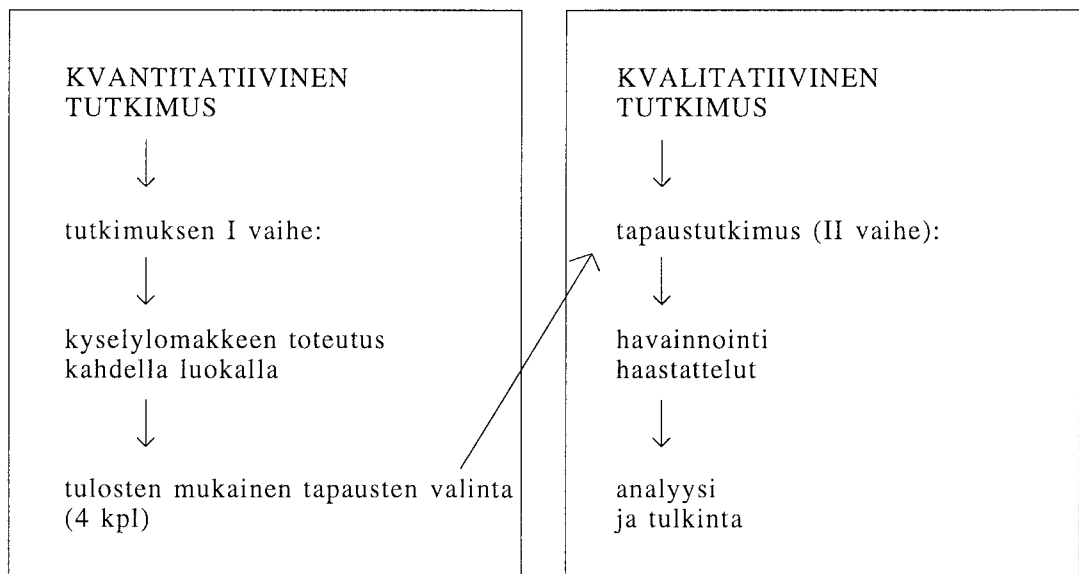 KVANTITATIIVINEN
TUTKIMUS
tutkimuksen I vaihe:
kyselylomakkeen toteutus
kahdella luokalla
tulosten mukainen tapausten valinta
(4 kpl)
KVALITATIIVINEN
TUTKIMUS
tapaustutkimus (II vaihe):
havainnointi
haastattelut
analyysi
ja tulkinta